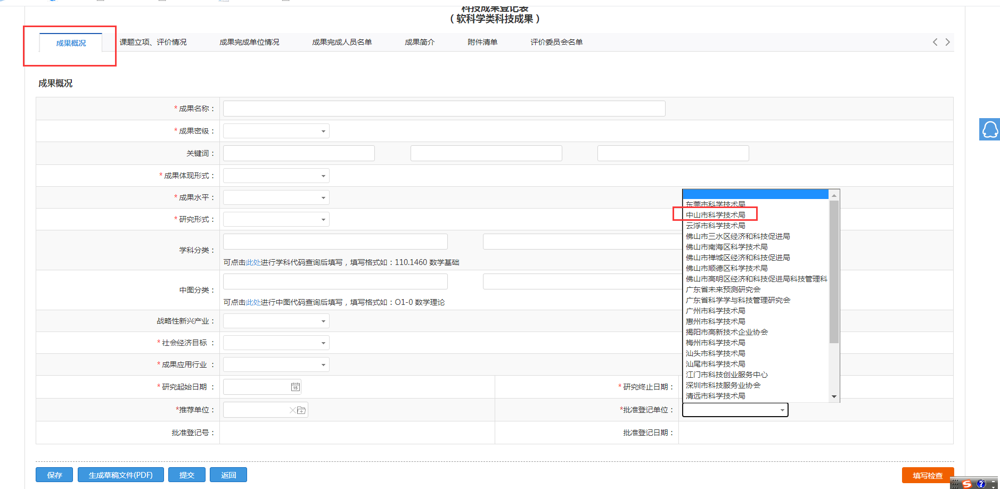 科技成果登记表
（软科学类科技成果）
成果概况 课题立项、评价情况 成果完成单位情况 成果完成人员名单 成果简介 附件清单 评价委员会名单
成果概况
*成果名称：
*成果密级：
关键词：
*成果体现形式：
*成果水平：
*研究形式：
学科分类：
可点击此处进行学科代码查询后填写，填写格式如：110.1460 数学基础
中图分类：
可点击此处进行中图代码查询后填写，填写格式如：O1-0 数学理论
战略性新兴产业：
*社会经济目标 ：
*成果应用行业 ：
*研究起始日期 ： 15 *研究终止日期：
*推荐单位： *批准登记单位：
批准登记号： 批准登记日期：
东莞市科学技术局
中山市科学技术局
云浮市科学技术局
佛山市三水区经济和科技促进局
佛山市南海区科学技术局
佛山市禅城区经济和科技促进局
佛山市顺德区科学技术局
佛山市高明区经济和科技促进局科技管理科
广东省未来预测研究会
广东省科学学与科技管理研究会
广州市科学技术局
惠州市科学技术局
揭阳市高新技术企业协会
梅州市科学技术局
汕头市科学技术局
汕尾市科学技术局
江门市科技创业服务中心
深圳市科技服务业协会
清远市科学技术局
保存 生成草稿文件(PDF) 提交 返回 填写检查
S ?